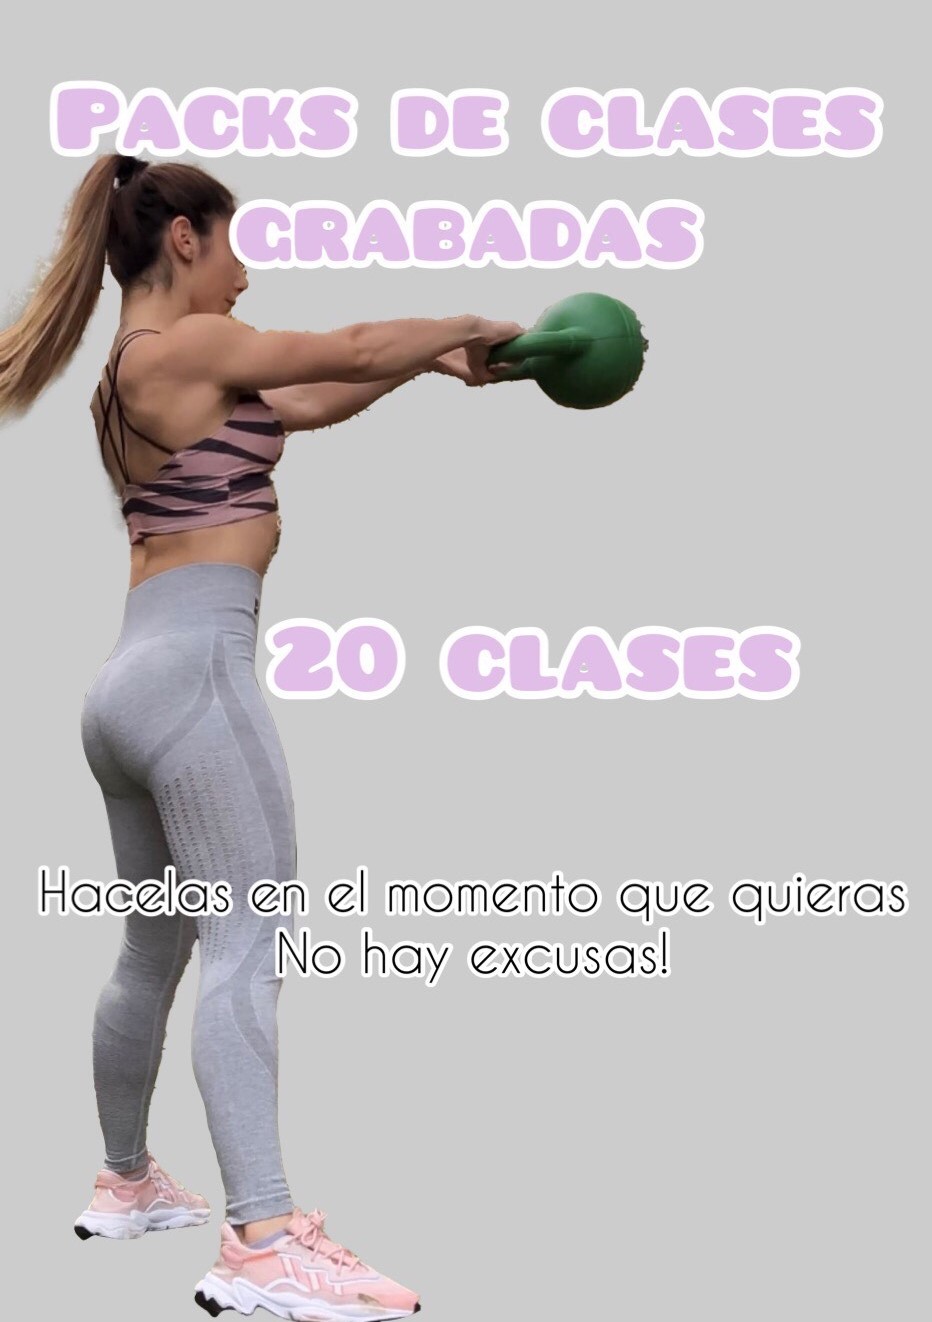 Packs de clases
grabadas
20 clases
Hacelas en el momento que quieras
No hay excusas!